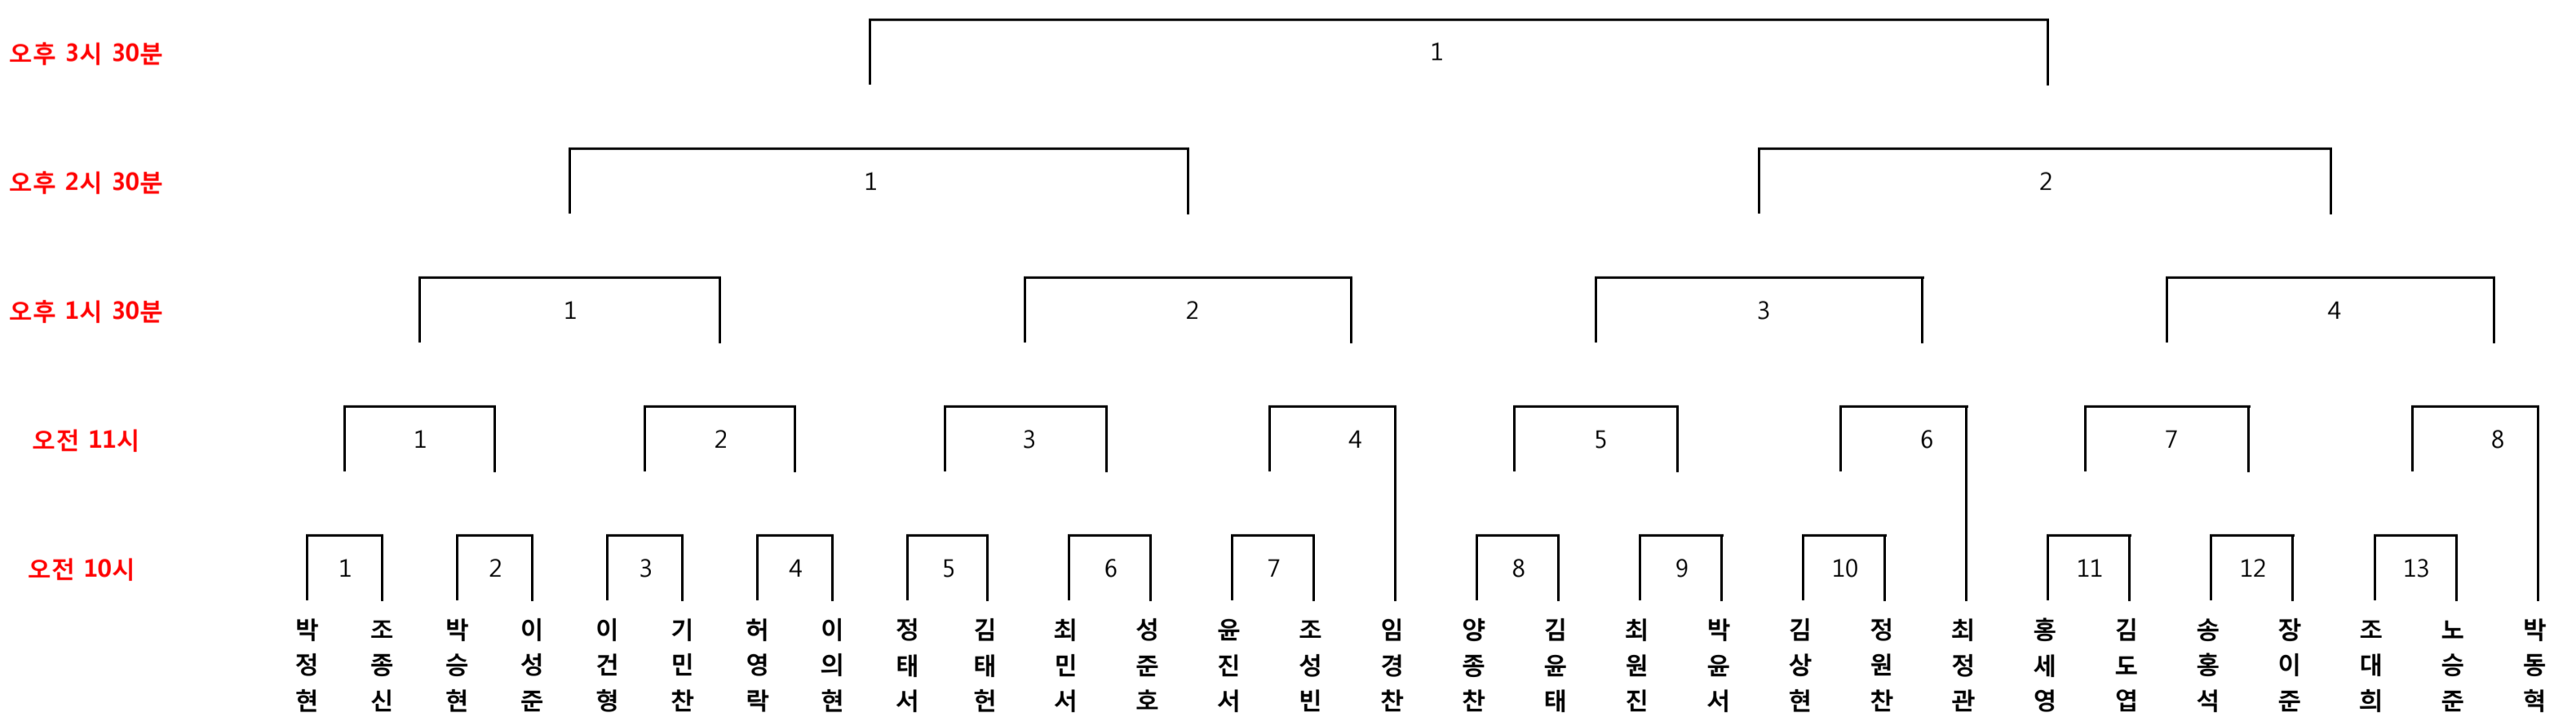 오후 3시 30분 1
오후 2시 30분 1 2
오후 1시 30분 1 2 3 4
오전 11시 1 2 3 4 5 6 7 8
오전 10시 1 2 3 4 5 6 7 8 9 10 11 12 13
박정현
조종신
박승현
이성준
이건형
기민찬
허영락
이의현
정태서
김태헌
최민서
성준호
윤진서
조성빈
임경찬
양종찬
김윤태
최원진
박윤서
김상현
정원찬
최정관
홍세영
김도엽
송홍석
장이준
조대희
노승준
박동혁